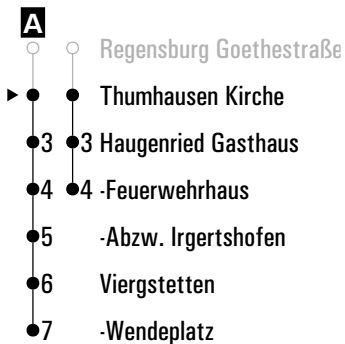 A
Regensburg Goethestraße
Thumhausen Kirche
3 3 Haugenried Gasthaus
4 4 -Feuerwehrhaus
5 -Abzw. Irgertshofen
6 Viergstetten
7 -Wendeplatz